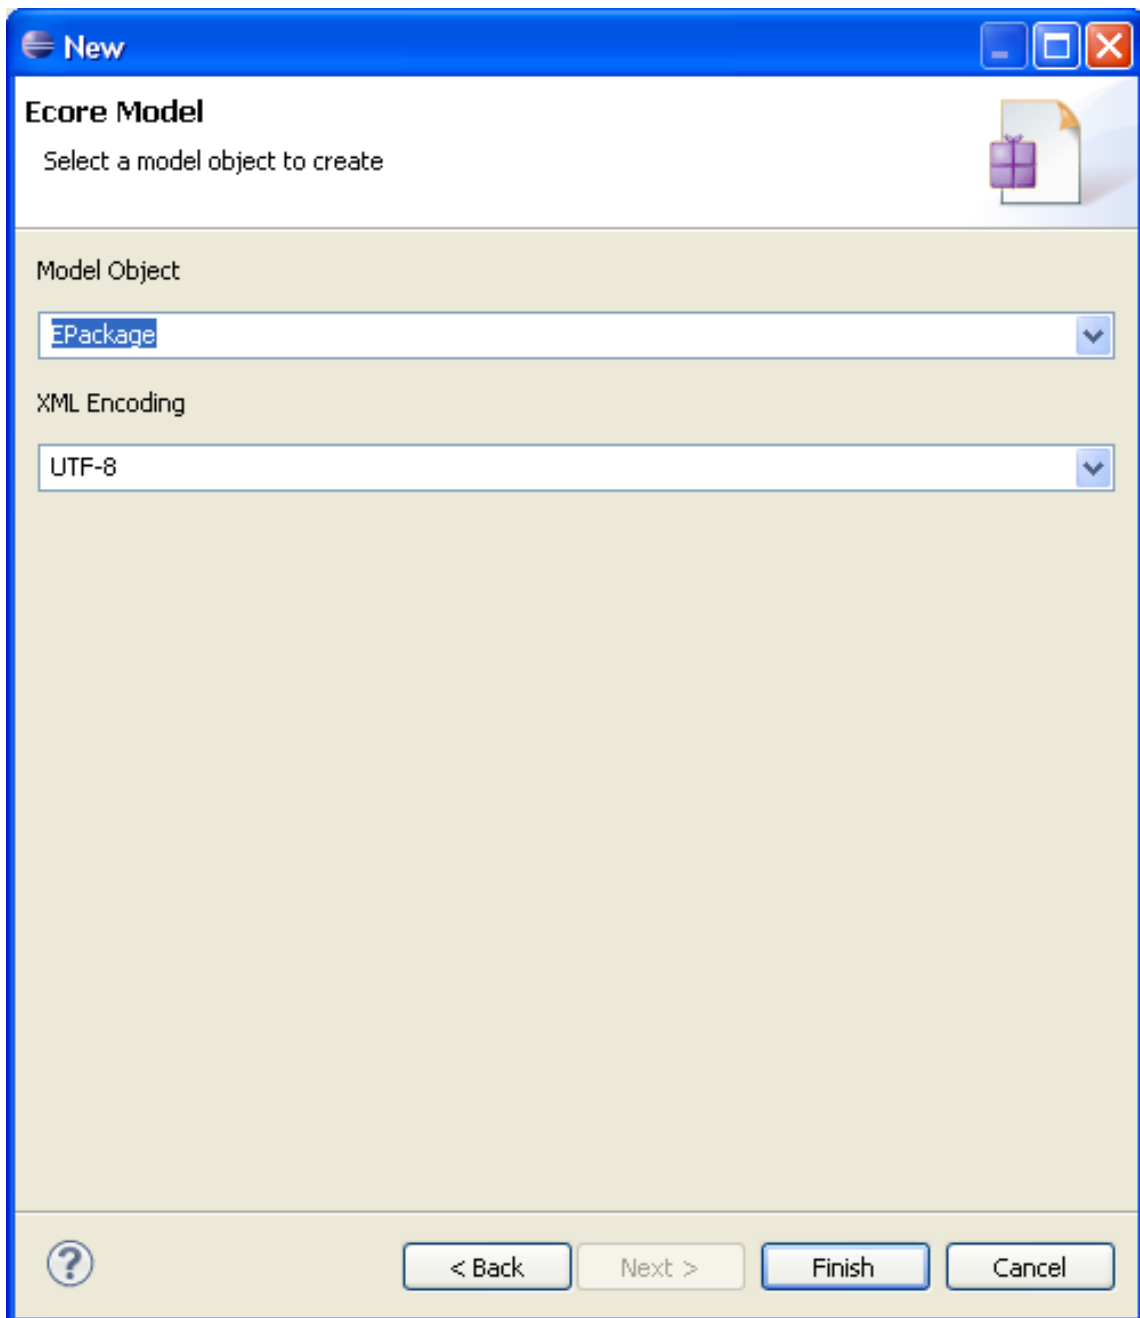 New
Ecore Model
Select a model object to create
Model Object
EPackage
XML Encoding
UTF-8
?
< Back Next > Finish Cancel